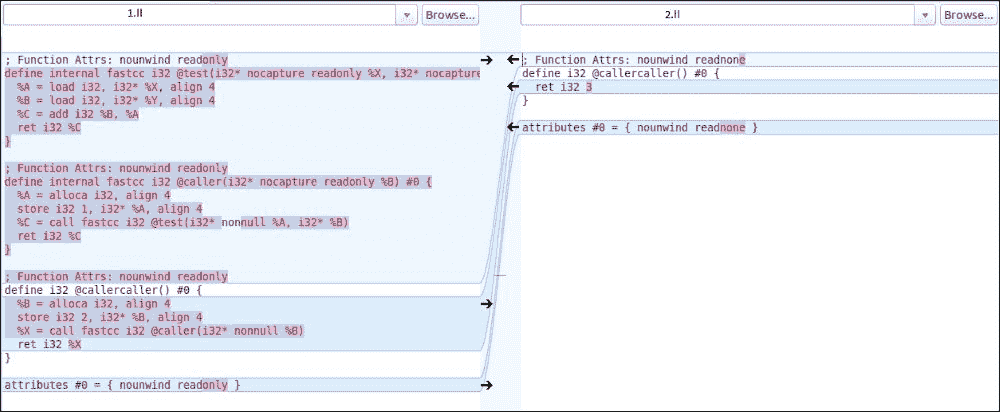 1.ll
Browse...
2.ll
Browse...
; Function Attrs: nounwind readonly
define internal fastcc i32 @test(i32* nocapture readonly %X, i32* nocapture
  %A = load i32, i32* %X, align 4
  %B = load i32, i32* %Y, align 4
  %C = add i32 %B, %A
  ret i32 %C
}
; Function Attrs: nounwind readonly
define internal fastcc i32 @caller(i32* nocapture readonly %B) #0 {
  %A = alloca i32, align 4
  store i32 1, i32* %A, align 4
  %C = call fastcc i32 @test(i32* nonnull %A, i32* %B)
  ret i32 %C
}
; Function Attrs: nounwind readonly
define i32 @callercaller() #0 {
  %B = alloca i32, align 4
  store i32 2, i32* %B, align 4
  %X = call fastcc i32 @caller(i32* nonnull %B)
  ret i32 %X
}
attributes #0 = { nounwind readonly }
; Function Attrs: nounwind readnone
define i32 @callercaller() #0 {
  ret i32 3
}
attributes #0 = { nounwind readnone }